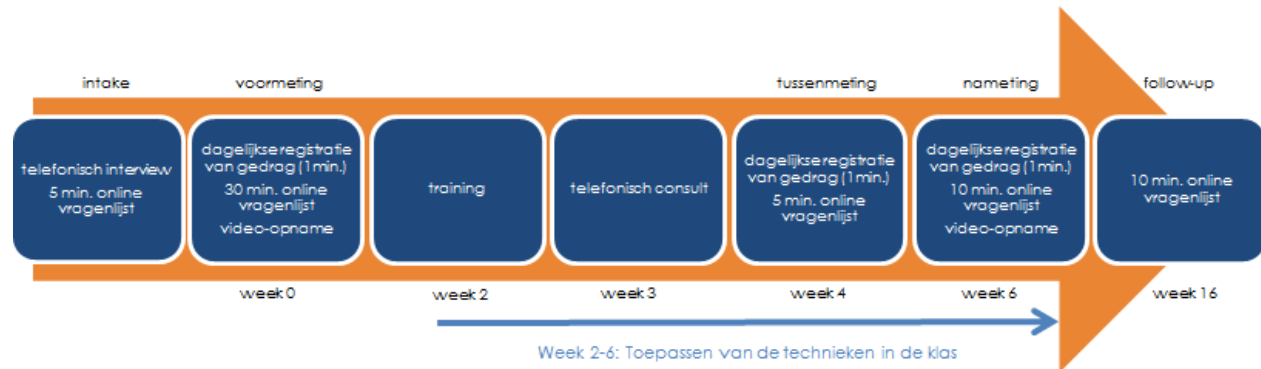 intake
voormeting
tussenmeting
nameting
follow-up
telefonisch interview
5 min. online
vragenlijst
dagelijkse registratie
van gedrag (1 min.)
30 min. online
vragenlijst
video-opname
training
telefonisch consult
dagelijkse registratie
van gedrag (1 min.)
5 min. online
vragenlijst
dagelijkse registratie
van gedrag (1 min.)
10 min. online
vragenlijst
video-opname
10 min. online
vragenlijst
week 0
week 2
week 3
week 4
week 6
week 16
Week 2-6: Toepassen van de technieken in de klas